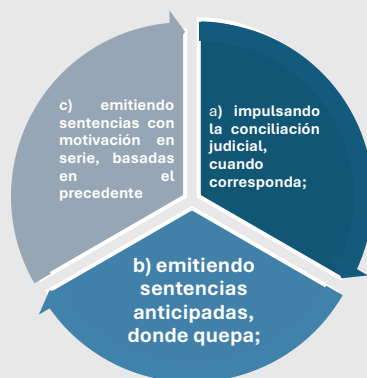 a) impulsando
la conciliación
judicial,
cuando
corresponda;
b) emitiendo
sentencias
anticipadas,
donde quepa;
c) emitiendo
sentencias con
motivación en
serie, basadas
en el
precedente